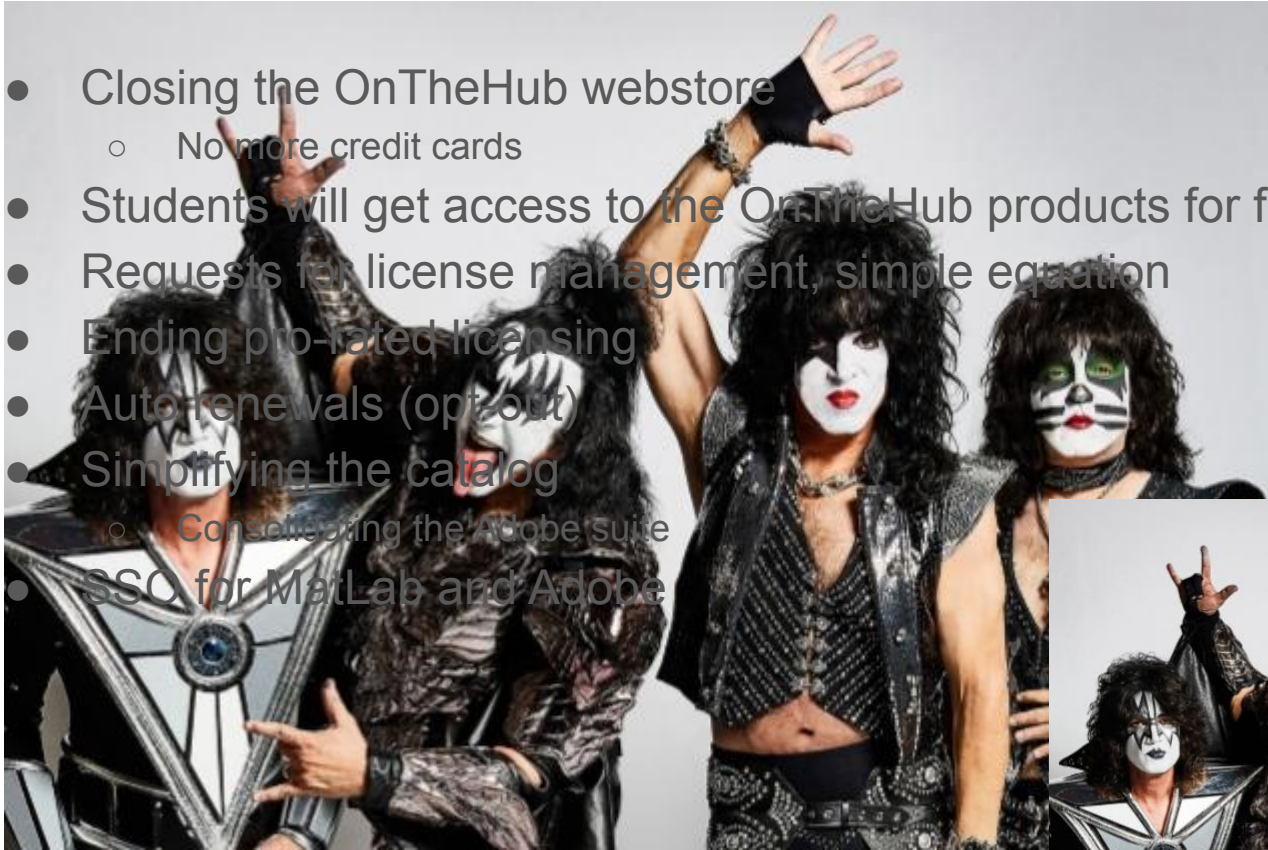 ● Closing the OnTheHub webstore
○ No more credit cards
● Students will get access to the OnTheHub products for f
● Requests for license management, simple equation
● Ending pro-rated licensing
● Auto-renewals (opt-out)
● Simplifying the catalog
○ Consolidating the Adobe suite
● SSO for MatLab and Adobe